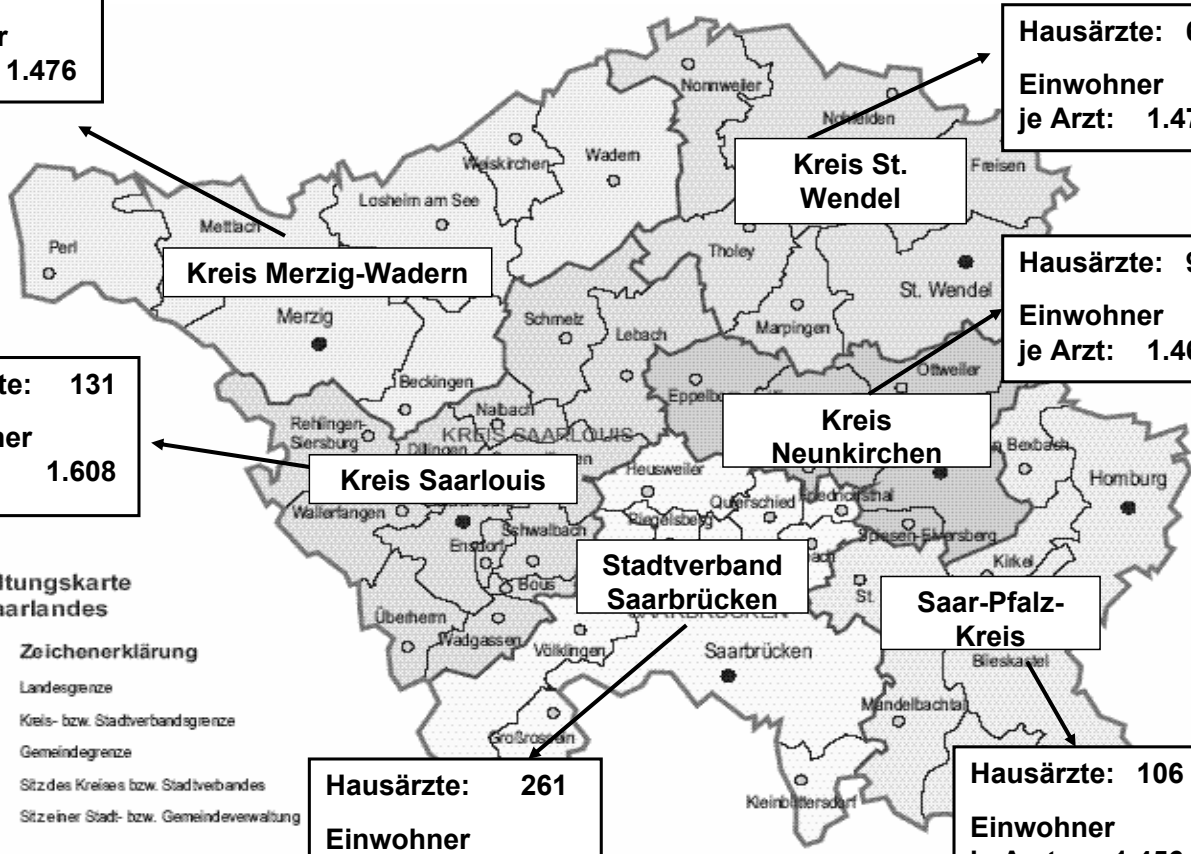 1.476
Hausärzte:
Einwohner
je Arzt:
Nonnweiler
Nohfelden
Weiskirchen
Wadern
Kreis St.
Wendel
Freisen
Losheim am See
Mettlach
Perl
Tholey
Kreis Merzig-Wadern
Hausärzte:
Einwohner
je Arzt:
St. Wendel
Merzig
Schmelz
Lebach
Marpingen
131
1.608
Beckingen
Ottweiler
Rehlingen-
Siersburg
Nalbach
KREIS SAARLOUIS
Dillingen
Kreis
Neunkirchen
Bexbach
Homburg
Kreis Saarlouis
Heusweiler
Quierschied
Friedrichsthal
Wallerfangen
Riegelsberg
Schwalbach
Ensdorf
Spiesen-Elversberg
Kirkel
Bous
Stadtverband
Saarbrücken
St.
Saar-Pfalz-
Kreis
Überherrn
Wadgassen
Völklingen
SAARBRÜCKEN
Saarbrücken
Blieskastel
Mandelbachtal
Zeichenerklärung
Landesgrenze
Kreis- bzw. Stadtverbandsgrenze
Gemeindegrenze
Sitz des Kreises bzw. Stadtverbandes
Sitz einer Stadt- bzw. Gemeindeverwaltung
Großrosseln
Hausärzte: 261
Einwohner
Kleinblittersdorf
Hausärzte: 106
Einwohner